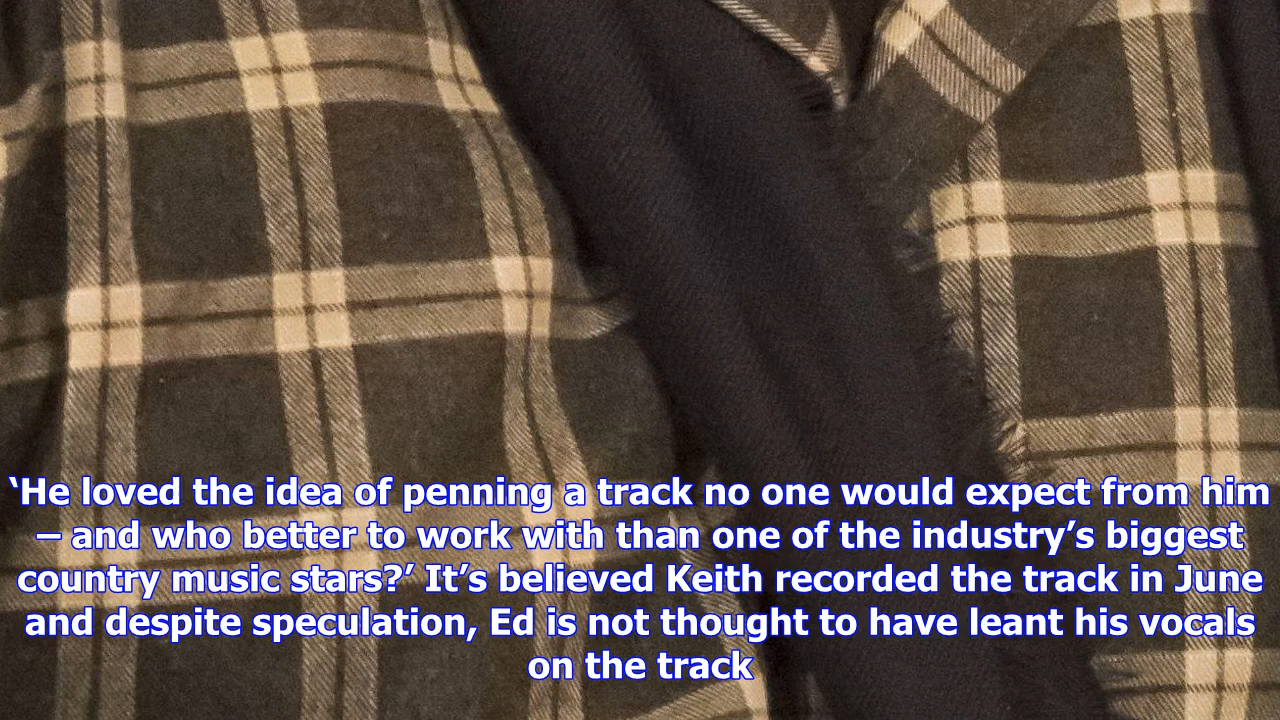 ‘He loved the idea of penning a track no one would expect from him
– and who better to work with than one of the industry’s biggest
country music stars?’ It’s believed Keith recorded the track in June
and despite speculation, Ed is not thought to have leant his vocals
on the track